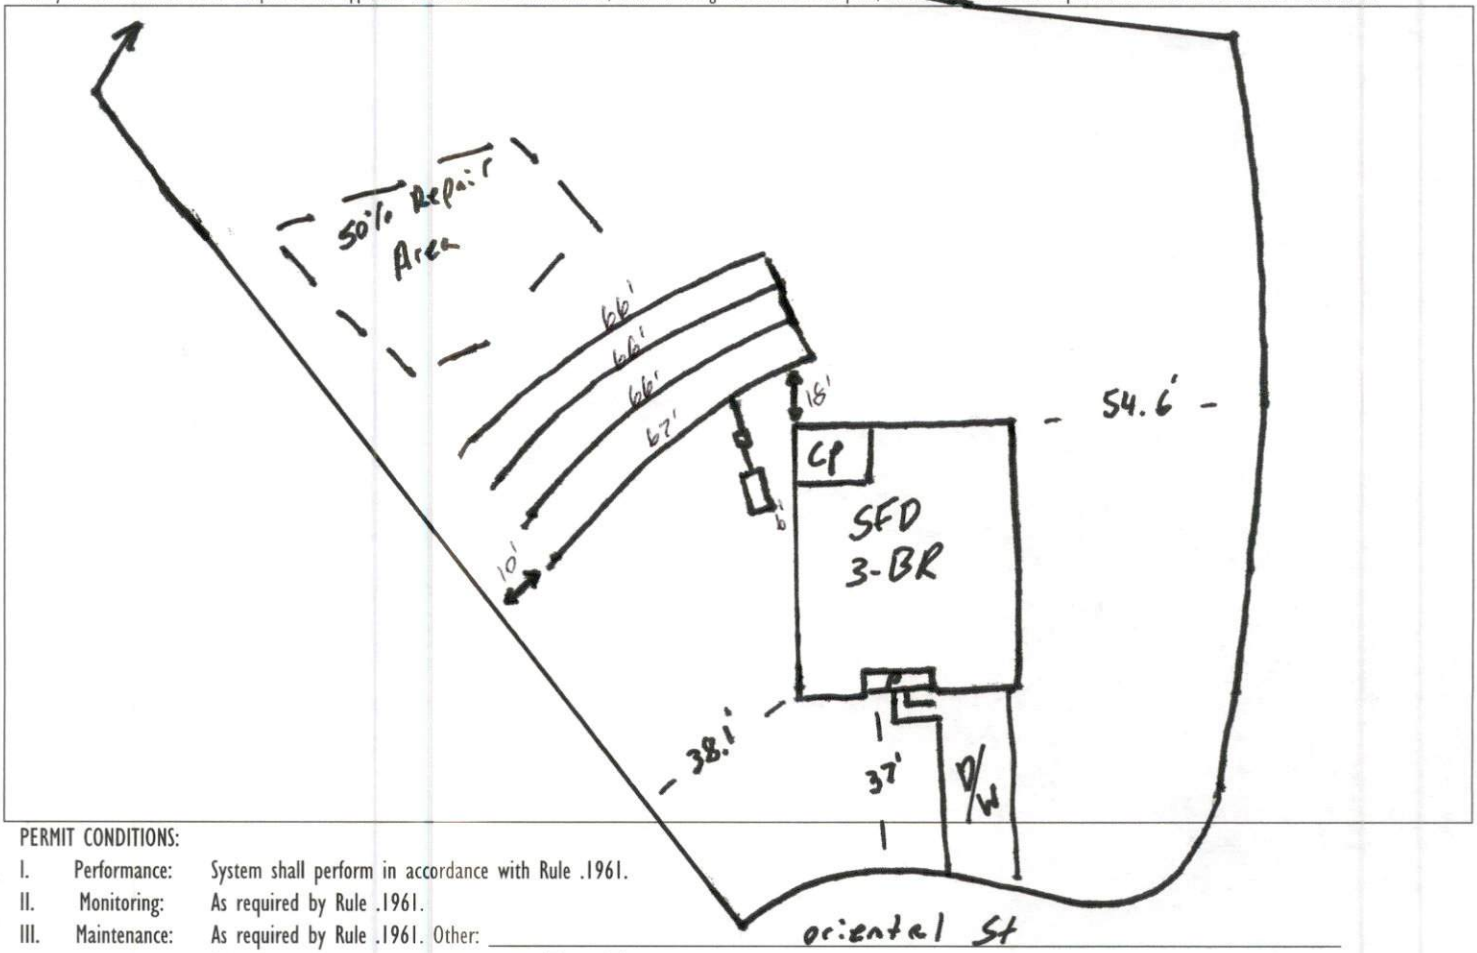 50% Repair
Area
66'
66'
66'
67'
18'
54.6'
CP
SFD
3-BR
6'
10'
P
38.1'
37'
D/W
PERMIT CONDITIONS:
I. Performance: System shall perform in accordance with Rule .1961.
II. Monitoring: As required by Rule .1961.
III. Maintenance: As required by Rule .1961. Other:
oriental St